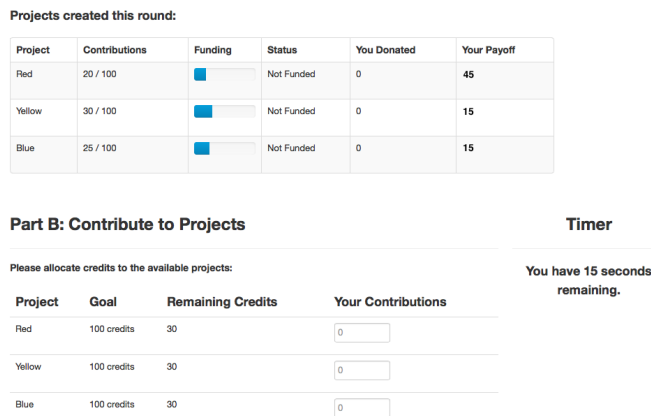 Projects created this round:
Project Contributions Funding Status You Donated Your Payoff
Red 20 / 100 Not Funded 0 45
Yellow 30 / 100 Not Funded 0 15
Blue 25 / 100 Not Funded 0 15
Part B: Contribute to Projects
Timer
Please allocate credits to the available projects:
You have 15 seconds
remaining.
Project Goal Remaining Credits Your Contributions
Red 100 credits 30 0
Yellow 100 credits 30 0
Blue 100 credits 30 0